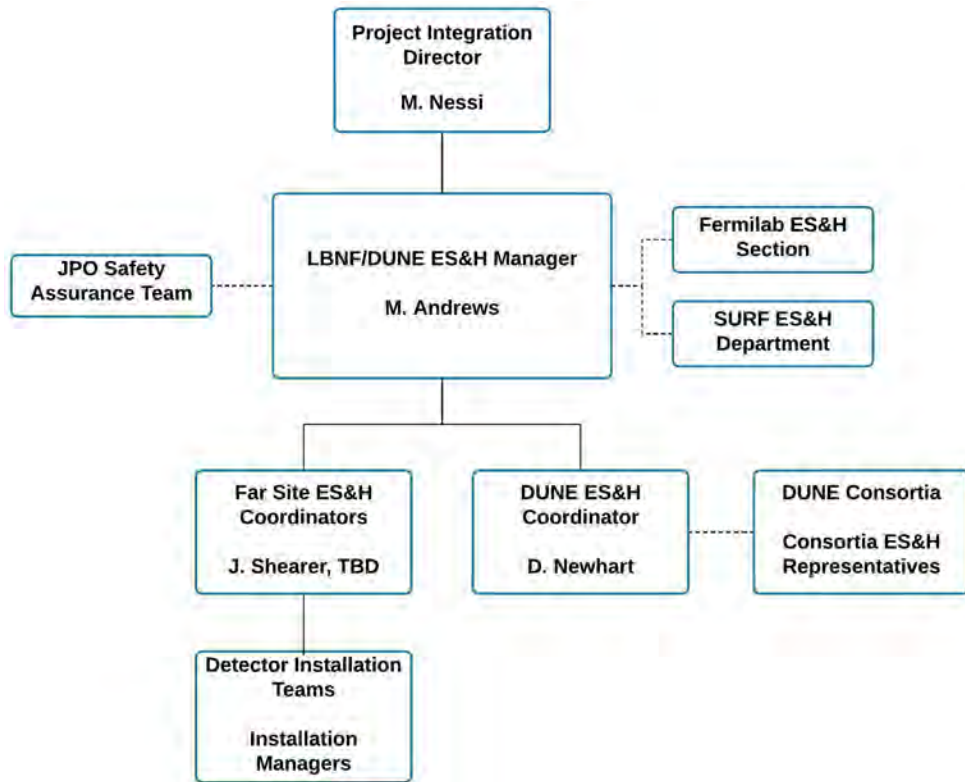 Project Integration
Director
M. Nessi
LBNF/DUNE ES&H Manager
M. Andrews
JPO Safety
Assurance Team
Fermilab ES&H
Section
SURF ES&H
Department
Far Site ES&H
Coordinators
J. Shearer, TBD
DUNE ES&H
Coordinator
D. Newhart
DUNE Consortia
Consortia ES&H
Representatives
Detector Installation
Teams
Installation
Managers